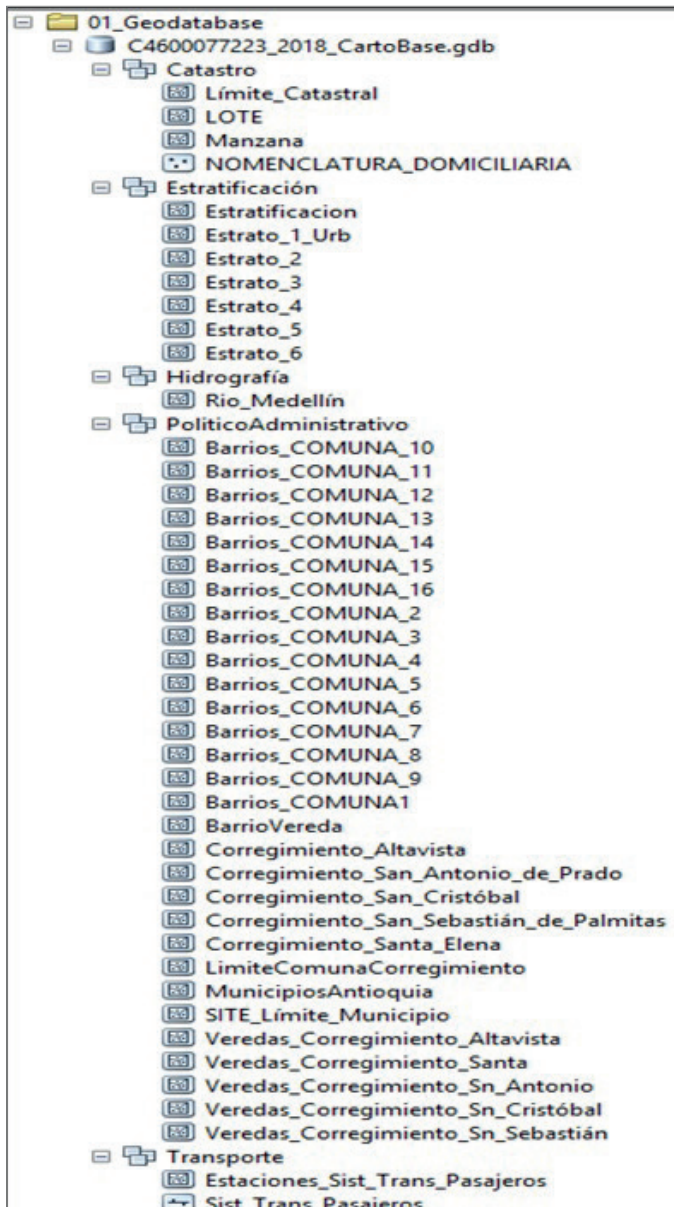 01_Geodatabase
C4600077223_2018_CartoBase.gdb
Catastro
Límite_Catastral
LOTE
Manzana
NOMENCLATURA_DOMICILIARIA
Estratificación
Estratificacion
Estrato_1_Urb
Estrato_2
Estrato_3
Estrato_4
Estrato_5
Estrato_6
Hidrografía
Rio_Medellín
PoliticoAdministrativo
Barrios_COMUNA_10
Barrios_COMUNA_11
Barrios_COMUNA_12
Barrios_COMUNA_13
Barrios_COMUNA_14
Barrios_COMUNA_15
Barrios_COMUNA_16
Barrios_COMUNA_2
Barrios_COMUNA_3
Barrios_COMUNA_4
Barrios_COMUNA_5
Barrios_COMUNA_6
Barrios_COMUNA_7
Barrios_COMUNA_8
Barrios_COMUNA_9
Barrios_COMUNA1
BarrioVereda
Corregimiento_Altavista
Corregimiento_San_Antonio_de_Prado
Corregimiento_San_Cristóbal
Corregimiento_San_Sebastián_de_Palmitas
Corregimiento_Santa_Elena
LimiteComunaCorregimiento
MunicipiosAntioquia
SITE_Límite_Municipio
Veredas_Corregimiento_Altavista
Veredas_Corregimiento_Santa
Veredas_Corregimiento_Sn_Antonio
Veredas_Corregimiento_Sn_Cristóbal
Veredas_Corregimiento_Sn_Sebastián
Transporte
Estaciones_Sist_Trans_Pasajeros
Sist_Trans_Pasajeros